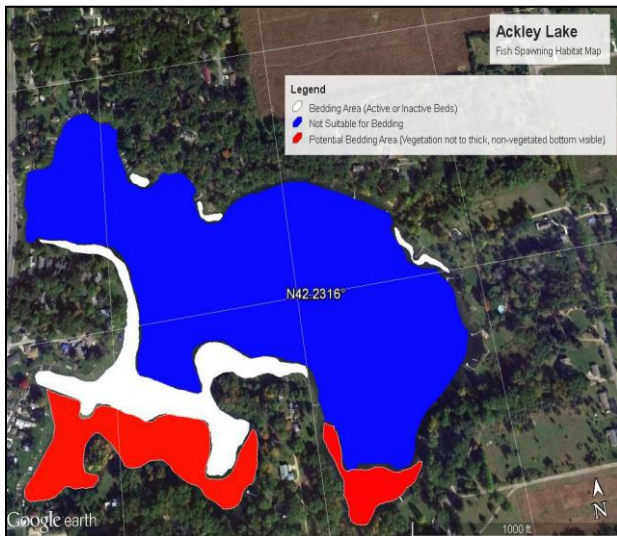 Ackley Lake
Fish Spawning Habitat Map
Legend
Bedding Area (Active or Inactive Beds)
Not Suitable for Bedding
Potential Bedding Area (Vegetation not to thick, non-vegetated bottom visible)
N42.2316°
Google earth
N
1000 ft